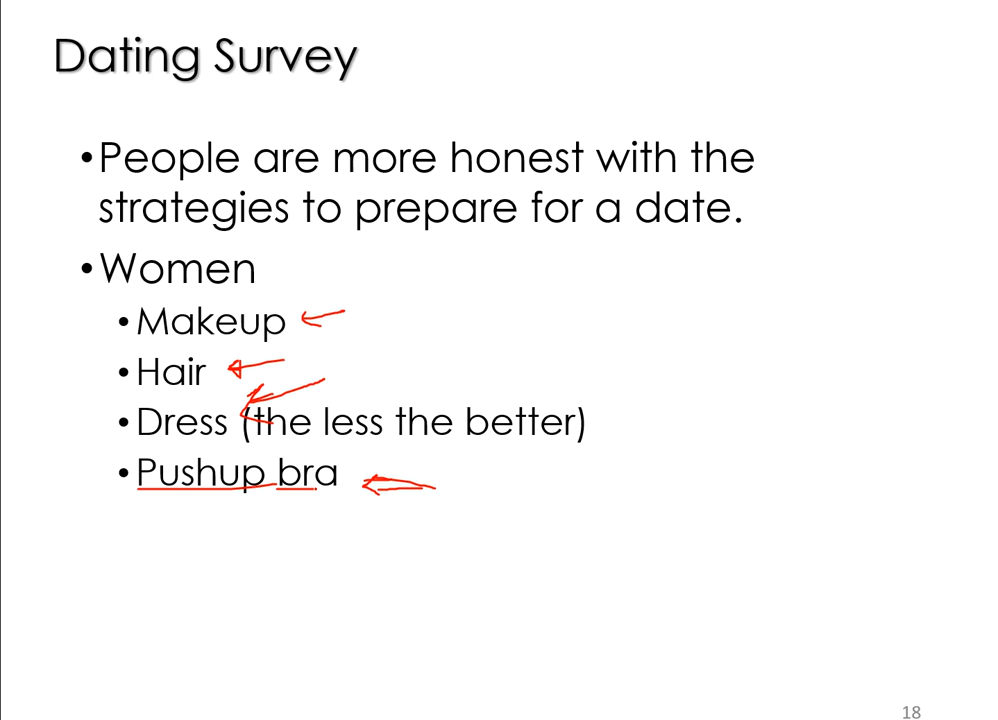 Dating Survey
•People are more honest with the
strategies to prepare for a date.
•Women
•Makeup
•Hair
•Dress (the less the better)
•Pushup bra
18